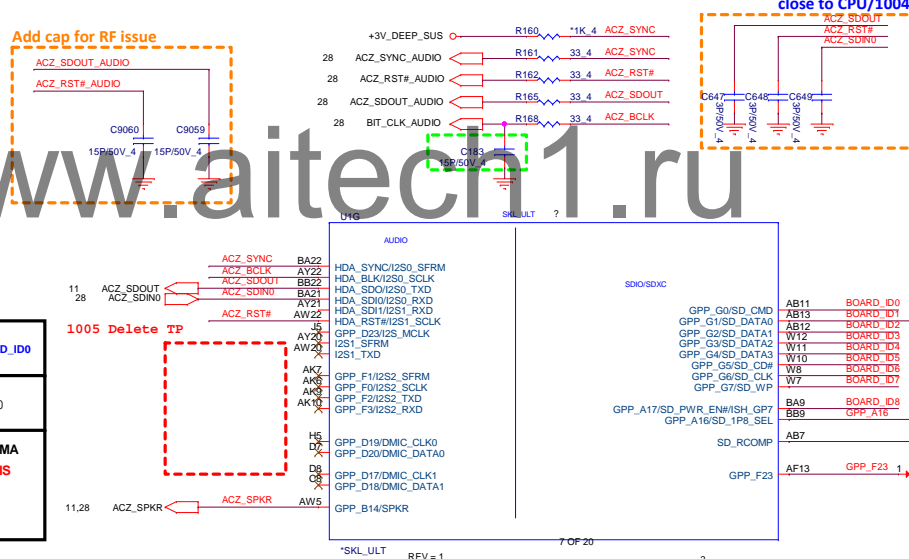 close to CPU/1004
Add cap for RF issue
ACZ_SDOUT_AUDIO
ACZ_RST#_AUDIO
C9060
C9059
15P/50V_4
15P/50V_4
+3V_DEEP_SUS R160 *1K_4 ACZ_SYNC
28 ACZ_SYNC_AUDIO R161 33_4 ACZ_SYNC
28 ACZ_RST#_AUDIO R162 33_4 ACZ_RST#
28 ACZ_SDOUT_AUDIO R165 33_4 ACZ_SDOUT
28 BIT_CLK_AUDIO R168 33_4 ACZ_BCLK
C183
15P/50V_4
ACZ_SDOUT
ACZ_RST#
ACZ_SDIN0
C647
C648
C649
3P/50V_4
3P/50V_4
www.aitech1.ru
U1G
SKL_ULT ?
AUDIO
SDIO/SDXC
ACZ_SYNC BA22 HDA_SYNC/I2S0_SFRM
ACZ_BCLK AY22 HDA_BLK/I2S0_SCLK
11 ACZ_SDOUT ACZ_SDOUT BB22 HDA_SDO/I2S0_TXD
28 ACZ_SDIN0 ACZ_SDIN0 BA21 HDA_SDI0/I2S0_RXD
AY21 HDA_SDI1/I2S1_RXD
ACZ_RST# AW22 HDA_RST#/I2S1_SCLK
J5 GPP_D23/I2S_MCLK
AY20 I2S1_SFRM
AW20 I2S1_TXD
1005 Delete TP
AK7 GPP_F1/I2S2_SFRM
AK6 GPP_F0/I2S2_SCLK
AK9 GPP_F2/I2S2_TXD
AK10 GPP_F3/I2S2_RXD
H5 GPP_D19/DMIC_CLK0
D7 GPP_D20/DMIC_DATA0
D8 GPP_D17/DMIC_CLK1
C8 GPP_D18/DMIC_DATA1
11,28 ACZ_SPKR ACZ_SPKR AW5 GPP_B14/SPKR
GPP_G0/SD_CMD AB11 BOARD_ID0
GPP_G1/SD_DATA0 AB13 BOARD_ID1
GPP_G2/SD_DATA1 AB12 BOARD_ID2
GPP_G3/SD_DATA2 W12 BOARD_ID3
GPP_G4/SD_DATA3 W11 BOARD_ID4
GPP_G5/SD_CD# W10 BOARD_ID5
GPP_G6/SD_CLK W8 BOARD_ID6
GPP_G7/SD_WP W7 BOARD_ID7
GPP_A17/SD_PWR_EN#/ISH_GP7 BA9 BOARD_ID8
GPP_A16/SD_1P8_SEL BB9 GPP_A16
SD_RCOMP AB7
GPP_F23 AF13 GPP_F23 1
D_ID0
0
MA
IS
7 OF 20
*SKL_ULT
REV = 1
?